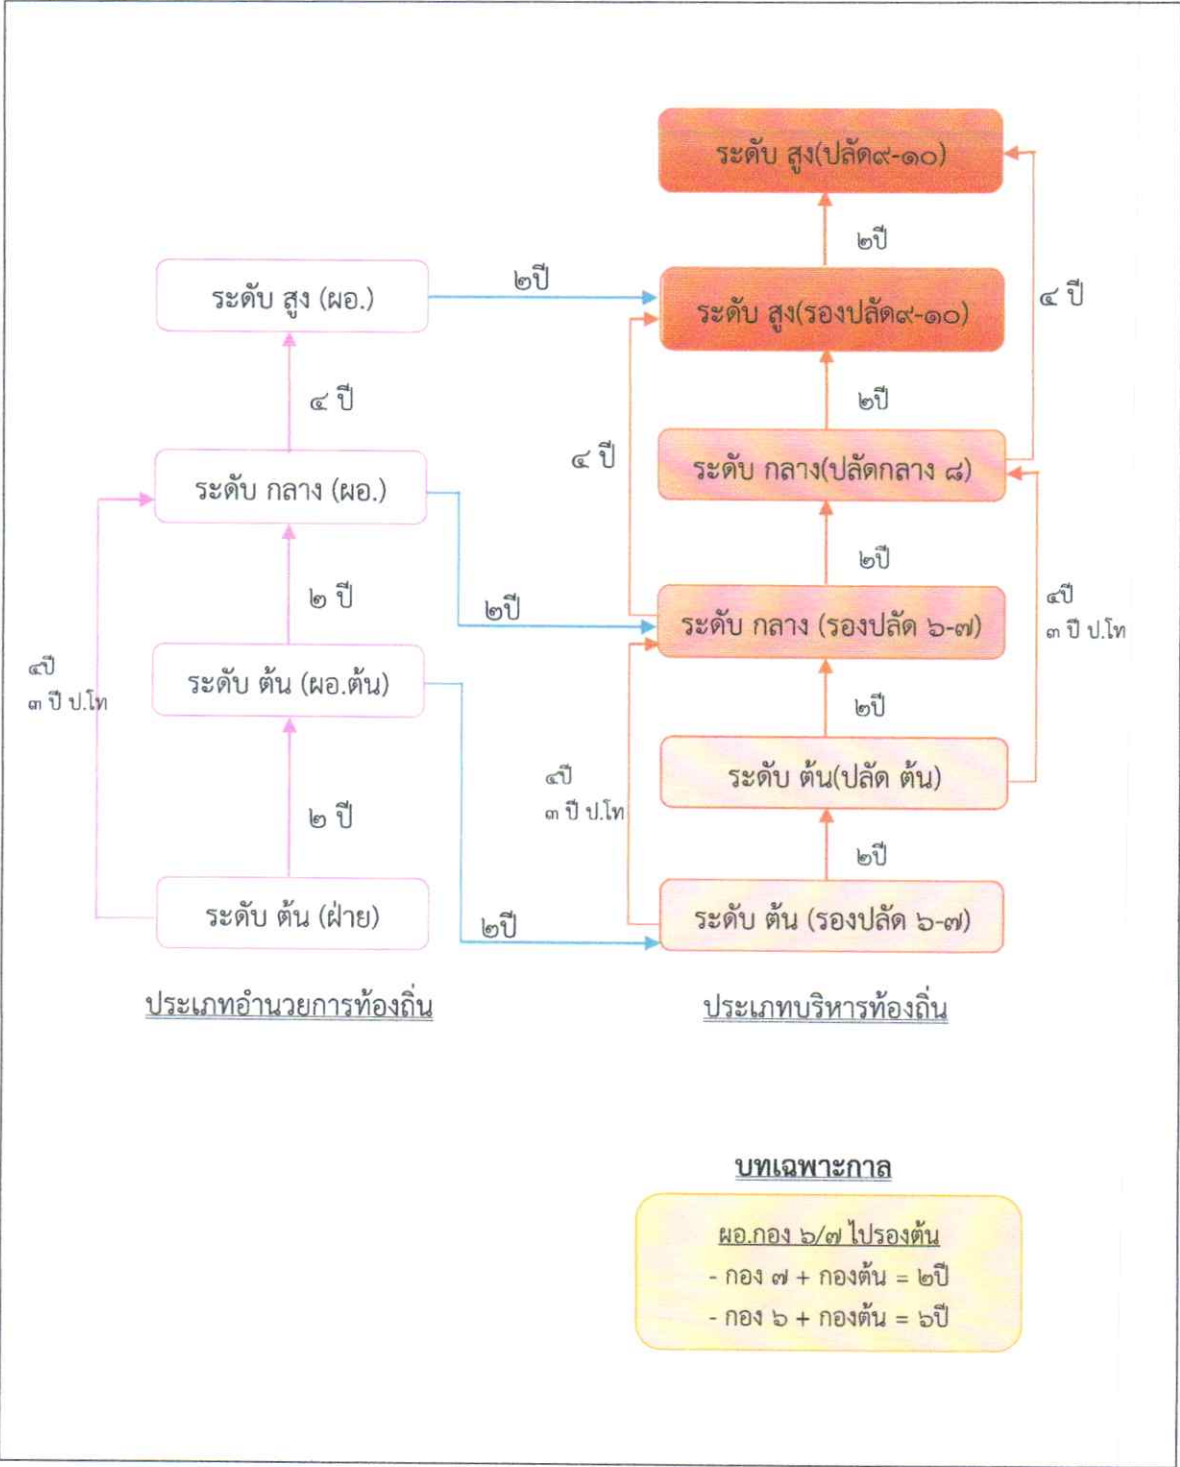 ระดับ สูง(ปลัด๙-๑๐)
๒ปี
๔ ปี
ระดับ สูง (ผอ.)
๒ปี
ระดับ สูง(รองปลัด๙-๑๐)
๔ ปี
๒ปี
๔ ปี
ระดับ กลาง (ผอ.)
ระดับ กลาง(ปลัดกลาง ๘)
๒ ปี
๒ปี
๒ปี
ระดับ กลาง (รองปลัด ๖-๗)
๔ปี
๓ ปี ป.โท
๔ปี
๓ ปี ป.โท
ระดับ ต้น (ผอ.ต้น)
๒ปี
๔ปี
๓ ปี ป.โท
ระดับ ต้น(ปลัด ต้น)
๒ ปี
๒ปี
ระดับ ต้น (ฝ่าย)
๒ปี
ระดับ ต้น (รองปลัด ๖-๗)
ประเภทอำนวยการท้องถิ่น
ประเภทบริหารท้องถิ่น
บทเฉพาะกาล
ผอ.กอง ๖/๗ ไปรองต้น
- กอง ๗ + กองต้น = ๒ปี
- กอง ๖ + กองต้น = ๖ปี